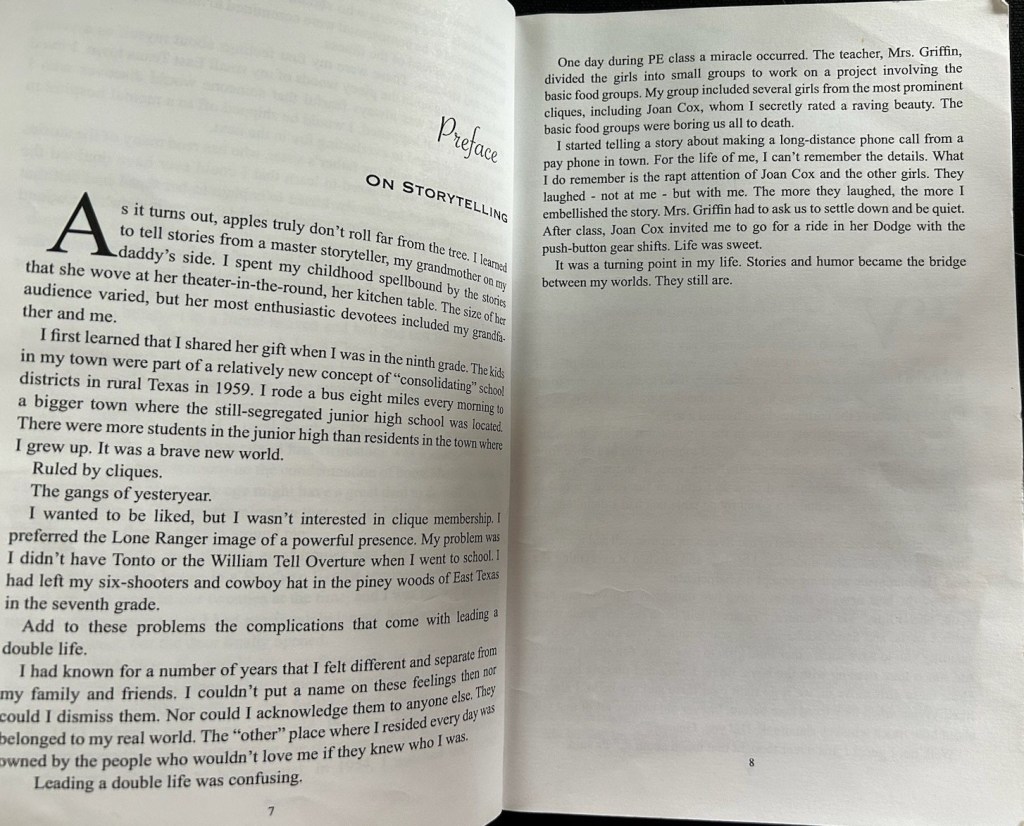 Preface
ON STORYTELLING
As it turns out, apples truly don't roll far from the tree. I learned
to tell stories from a master storyteller, my grandmother on my
daddy's side. I spent my childhood spellbound by the stories
that she wove at her theater-in-the-round, her kitchen table. The size of her
audience varied, but her most enthusiastic devotees included my grandfa-
ther and me.
I first learned that I shared her gift when I was in the ninth grade. The kids
in my town were part of a relatively new concept of "consolidating" school
districts in rural Texas in 1959. I rode a bus eight miles every morning to
a bigger town where the still-segregated junior high school was located.
There were more students in the junior high than residents in the town where
I grew up. It was a brave new world.
Ruled by cliques.
The gangs of yesteryear.
I wanted to be liked, but I wasn't interested in clique membership. I
preferred the Lone Ranger image of a powerful presence. My problem was
I didn't have Tonto or the William Tell Overture when I went to school. I
had left my six-shooters and cowboy hat in the piney woods of East Texas
in the seventh grade.
Add to these problems the complications that come with leading a
double life.
I had known for a number of years that I felt different and separate from
my family and friends. I couldn't put a name on these feelings then nor
could I dismiss them. Nor could I acknowledge them to anyone else. They
belonged to my real world. The "other" place where I resided every day was
owned by the people who wouldn't love me if they knew who I was.
Leading a double life was confusing.
7
One day during PE class a miracle occurred. The teacher, Mrs. Griffin,
divided the girls into small groups to work on a project involving the
basic food groups. My group included several girls from the most prominent
cliques, including Joan Cox, whom I secretly rated a raving beauty. The
basic food groups were boring us all to death.
I started telling a story about making a long-distance phone call from a
pay phone in town. For the life of me, I can't remember the details. What
I do remember is the rapt attention of Joan Cox and the other girls. They
laughed - not at me - but with me. The more they laughed, the more I
embellished the story. Mrs. Griffin had to ask us to settle down and be quiet.
After class, Joan Cox invited me to go for a ride in her Dodge with the
push-button gear shifts. Life was sweet.
It was a turning point in my life. Stories and humor became the bridge
between my worlds. They still are.
8